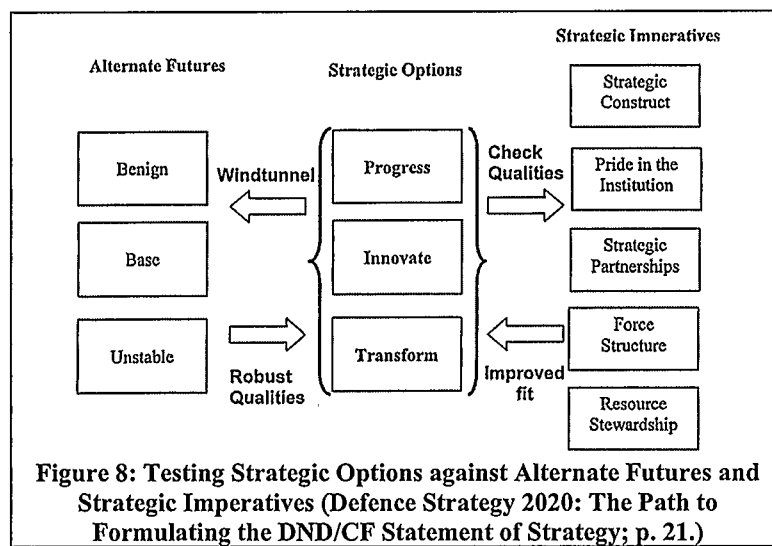 Alternate Futures
Strategic Options
Strategic Imperatives
Benign
Base
Unstable
Windtunnel
Robust
Qualities
Progress
Innovate
Transform
Check
Qualities
Improved
fit
Strategic
Construct
Pride in the
Institution
Strategic
Partnerships
Force
Structure
Resource
Stewardship
Figure 8: Testing Strategic Options against Alternate Futures and
Strategic Imperatives (Defence Strategy 2020: The Path to
Formulating the DND/CF Statement of Strategy; p. 21.)